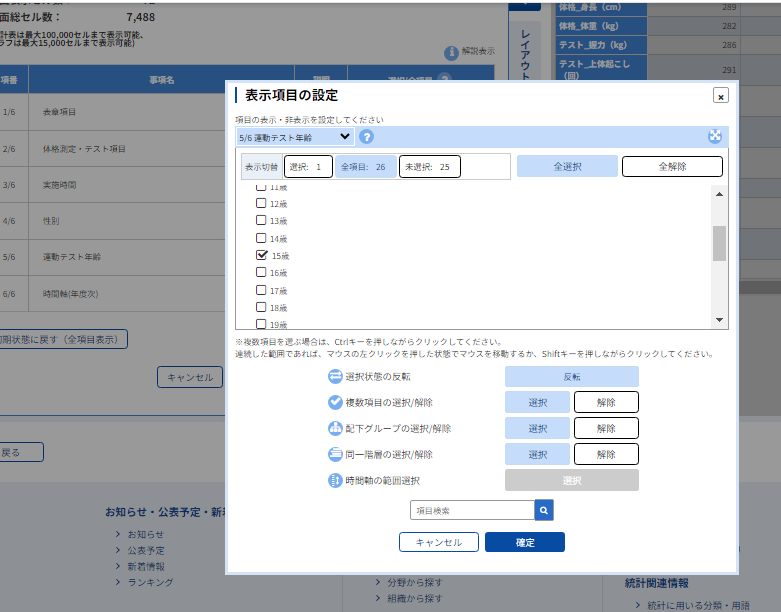 面総セル数： 7,488
計表は最大100,000セルまで表示可能、
ラフは最大15,000セルまで表示可能)
解説表示
項番 事項名
1/6 表章項目
2/6 体格測定・テスト項目
3/6 実施時間
4/6 性別
5/6 運動テスト年齢
6/6 時間軸(年度次)
期状態に戻す（全項目表示）
キャンセル
戻る
レイアウト
体格_身長（cm） 289
体格_体重（kg） 282
テスト_握力（kg） 286
テスト_上体起こし（回） 291
表示項目の設定
×
項目の表示・非表示を設定してください
5/6 運動テスト年齢 ?
表示切替 選択: 1 全項目: 26 未選択: 25 全選択 全解除
11歳
12歳
13歳
14歳
15歳
16歳
17歳
18歳
19歳
※複数項目を選ぶ場合は、Ctrlキーを押しながらクリックしてください。
連続した範囲であれば、マウスの左クリックを押した状態でマウスを移動するか、Shiftキーを押しながらクリックしてください。
選択状態の反転 反転
複数項目の選択/解除 選択 解除
配下グループの選択/解除 選択 解除
同一階層の選択/解除 選択 解除
時間軸の範囲選択 選択
項目検索
キャンセル 確定
お知らせ・公表予定・新
お知らせ
公表予定
新着情報
ランキング
分野から探す
組織から探す
統計関連情報
統計に用いる分類・用語